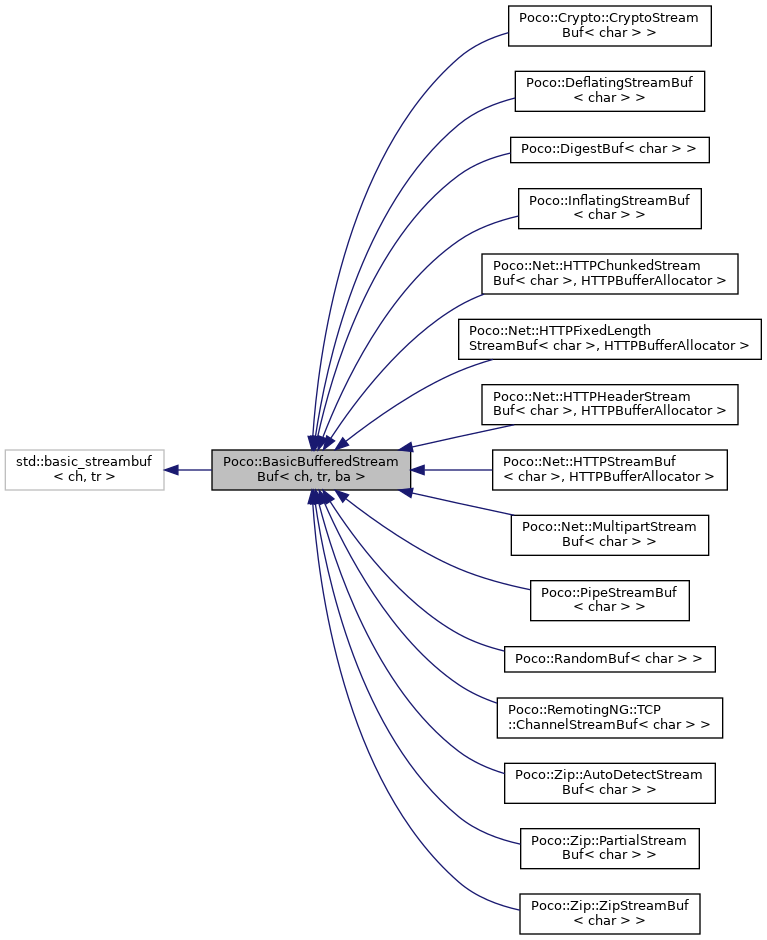 Poco::Crypto::CryptoStream
Buf< char > >
Poco::DeflatingStreamBuf
< char > >
Poco::DigestBuf< char > >
Poco::InflatingStreamBuf
< char > >
Poco::Net::HTTPChunkedStream
Buf< char >, HTTPBufferAllocator >
Poco::Net::HTTPFixedLength
StreamBuf< char >, HTTPBufferAllocator >
Poco::Net::HTTPHeaderStream
Buf< char >, HTTPBufferAllocator >
std::basic_streambuf
< ch, tr >
Poco::BasicBufferedStream
Buf< ch, tr, ba >
Poco::Net::HTTPStreamBuf
< char >, HTTPBufferAllocator >
Poco::Net::MultipartStream
Buf< char > >
Poco::PipeStreamBuf
< char > >
Poco::RandomBuf< char > >
Poco::RemotingNG::TCP
::ChannelStreamBuf< char > >
Poco::Zip::AutoDetectStream
Buf< char > >
Poco::Zip::PartialStream
Buf< char > >
Poco::Zip::ZipStreamBuf
< char > >